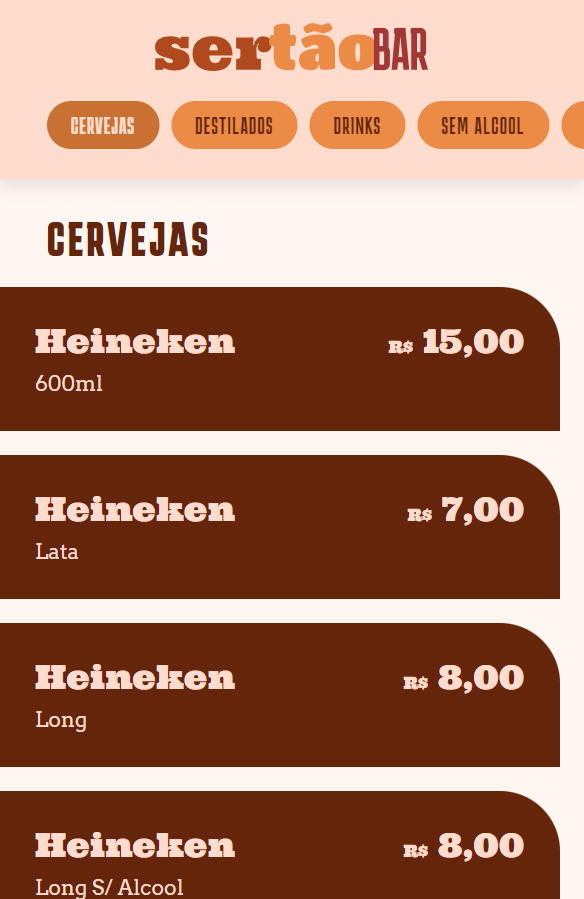 sertãoBAR
CERVEJAS DESTILADOS DRINKS SEM ALCOOL
CERVEJAS
Heineken R$ 15,00
600ml
Heineken R$ 7,00
Lata
Heineken R$ 8,00
Long
Heineken R$ 8,00
Long S/ Alcool